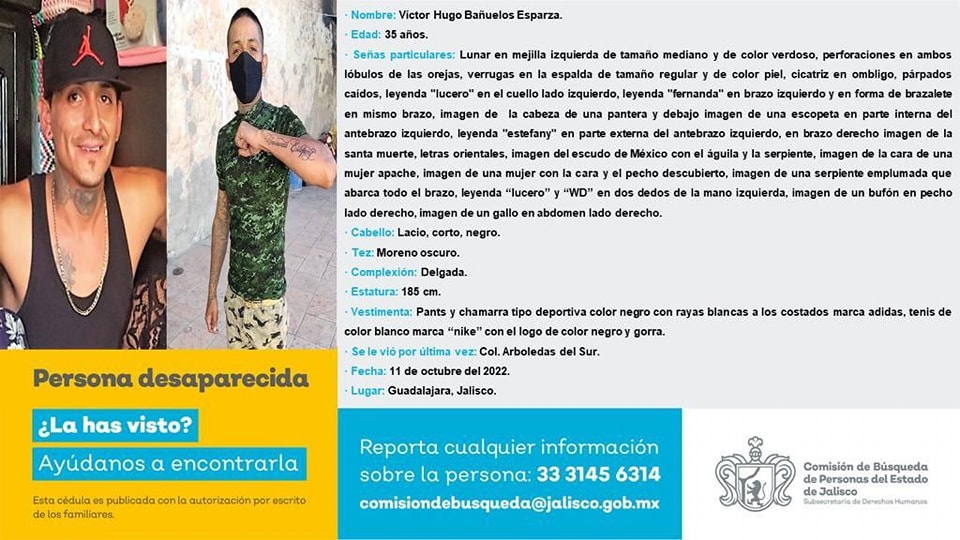 · Nombre: Víctor Hugo Bañuelos Esparza.
· Edad: 35 años.
· Señas particulares: Lunar en mejilla izquierda de tamaño mediano y de color verdoso, perforaciones en ambos
lóbulos de las orejas, verrugas en la espalda de tamaño regular y de color piel, cicatriz en ombligo, párpados
caídos, leyenda "lucero" en el cuello lado izquierdo, leyenda "fernanda" en brazo izquierdo y en forma de brazalete
en mismo brazo, imagen de la cabeza de una pantera y debajo imagen de una escopeta en parte interna del
antebrazo izquierdo, leyenda "estefany" en parte externa del antebrazo izquierdo, en brazo derecho imagen de la
santa muerte, letras orientales, imagen del escudo de México con el águila y la serpiente, imagen de la cara de una
mujer apache, imagen de una mujer con la cara y el pecho descubierto, imagen de una serpiente emplumada que
abarca todo el brazo, leyenda “lucero” y “WD” en dos dedos de la mano izquierda, imagen de un bufón en pecho
lado derecho, imagen de un gallo en abdomen lado derecho.
· Cabello: Lacio, corto, negro.
· Tez: Moreno oscuro.
· Complexión: Delgada.
· Estatura: 185 cm.
· Vestimenta: Pants y chamarra tipo deportiva color negro con rayas blancas a los costados marca adidas, tenis de
color blanco marca “nike” con el logo de color negro y gorra.
· Se le vió por última vez: Col. Arboledas del Sur.
· Fecha: 11 de octubre del 2022.
· Lugar: Guadalajara, Jalisco.
Persona desaparecida
¿La has visto?
Ayúdanos a encontrarla
Esta cédula es publicada con la autorización por escrito
de los familiares.
Reporta cualquier información
sobre la persona: 33 3145 6314
comisiondebusqueda@jalisco.gob.mx
Comisión de Búsqueda
de Personas del Estado
de Jalisco
Subsecretaría de Derechos Humanos